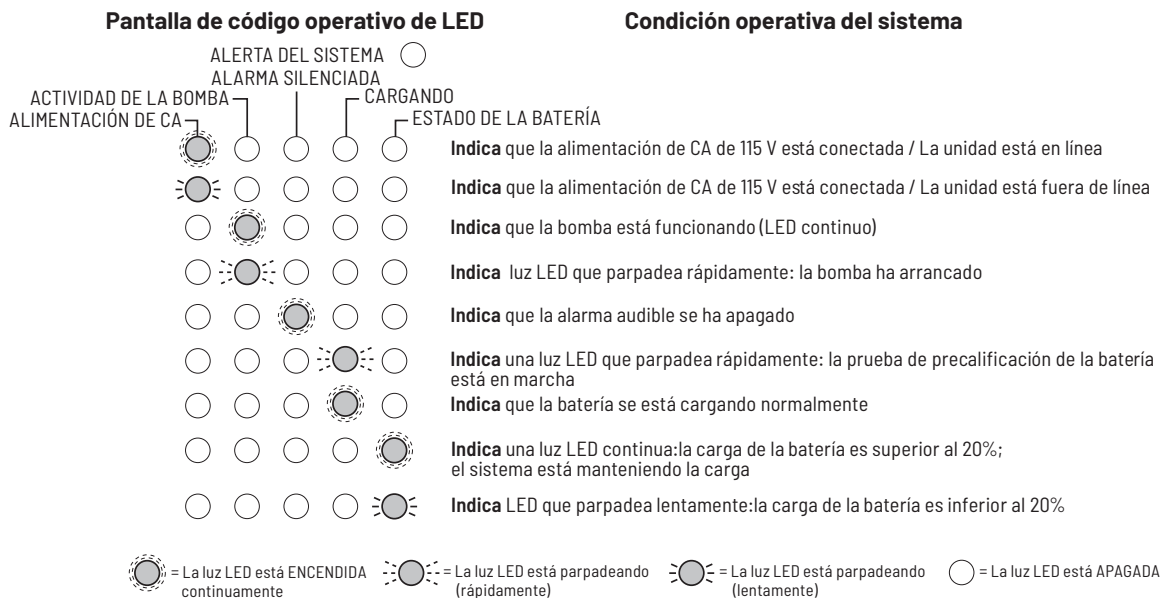 Pantalla de código operativo de LED
Condición operativa del sistema
ALERTA DEL SISTEMA
ALARMA SILENCIADA
ACTIVIDAD DE LA BOMBA
CARGANDO
ALIMENTACIÓN DE CA
ESTADO DE LA BATERÍA
Indica que la alimentación de CA de 115 V está conectada / La unidad está en línea
Indica que la alimentación de CA de 115 V está conectada / La unidad está fuera de línea
Indica que la bomba está funcionando (LED continuo)
Indica luz LED que parpadea rápidamente: la bomba ha arrancado
Indica que la alarma audible se ha apagado
Indica una luz LED que parpadea rápidamente: la prueba de precalificación de la batería
está en marcha
Indica que la batería se está cargando normalmente
Indica una luz LED continua:la carga de la batería es superior al 20%;
el sistema está manteniendo la carga
Indica LED que parpadea lentamente:la carga de la batería es inferior al 20%
= La luz LED está ENCENDIDA
continuamente
= La luz LED está parpadeando
(rápidamente)
= La luz LED está parpadeando
(lentamente)
= La luz LED está APAGADA